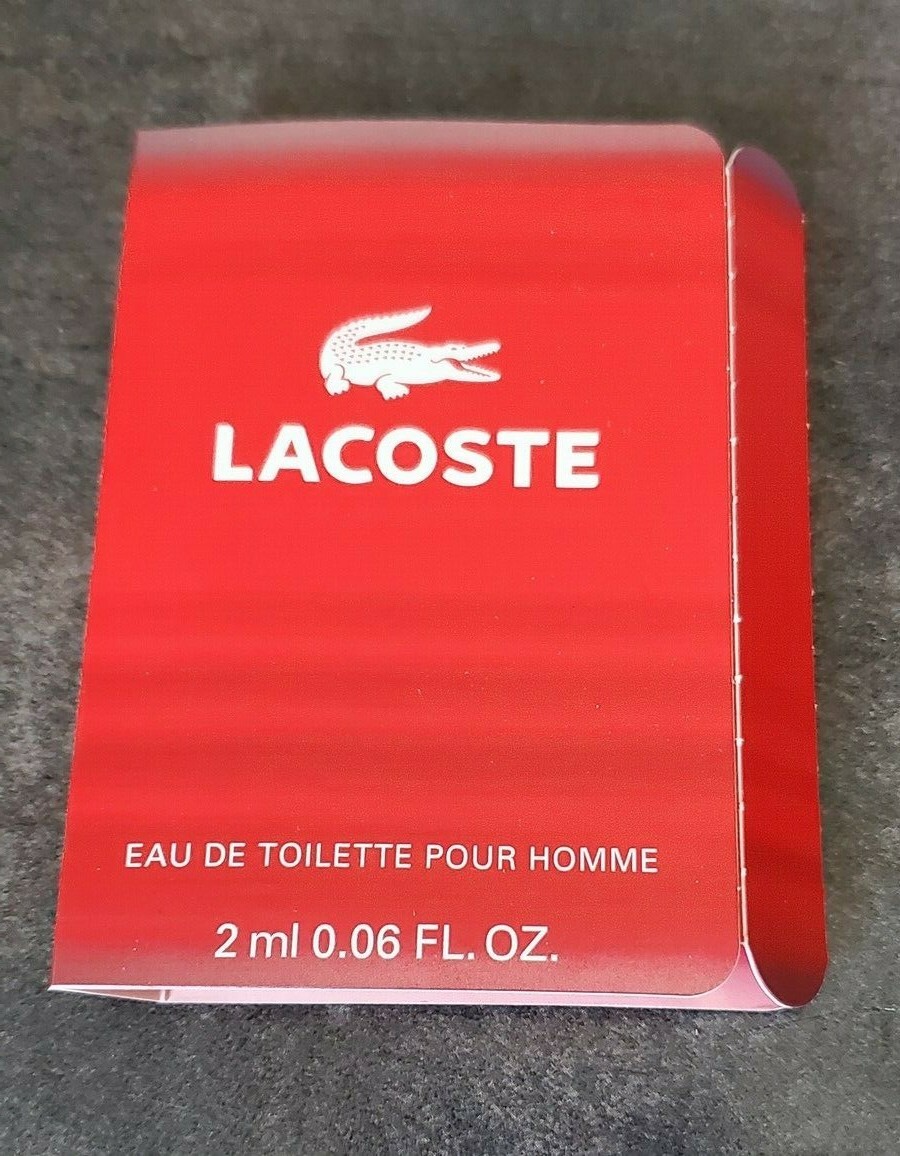 LACOSTE
EAU DE TOILETTE POUR HOMME
2 ml 0.06 FL. OZ.